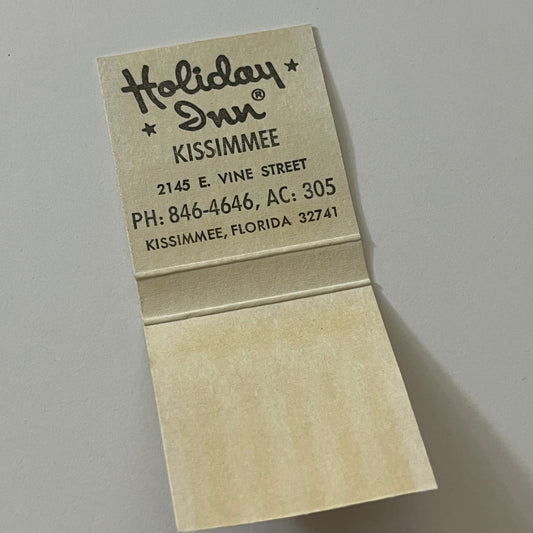 Holiday
Inn®
KISSIMMEE
2145 E. VINE STREET
PH: 846-4646, AC: 305
KISSIMMEE, FLORIDA 32741